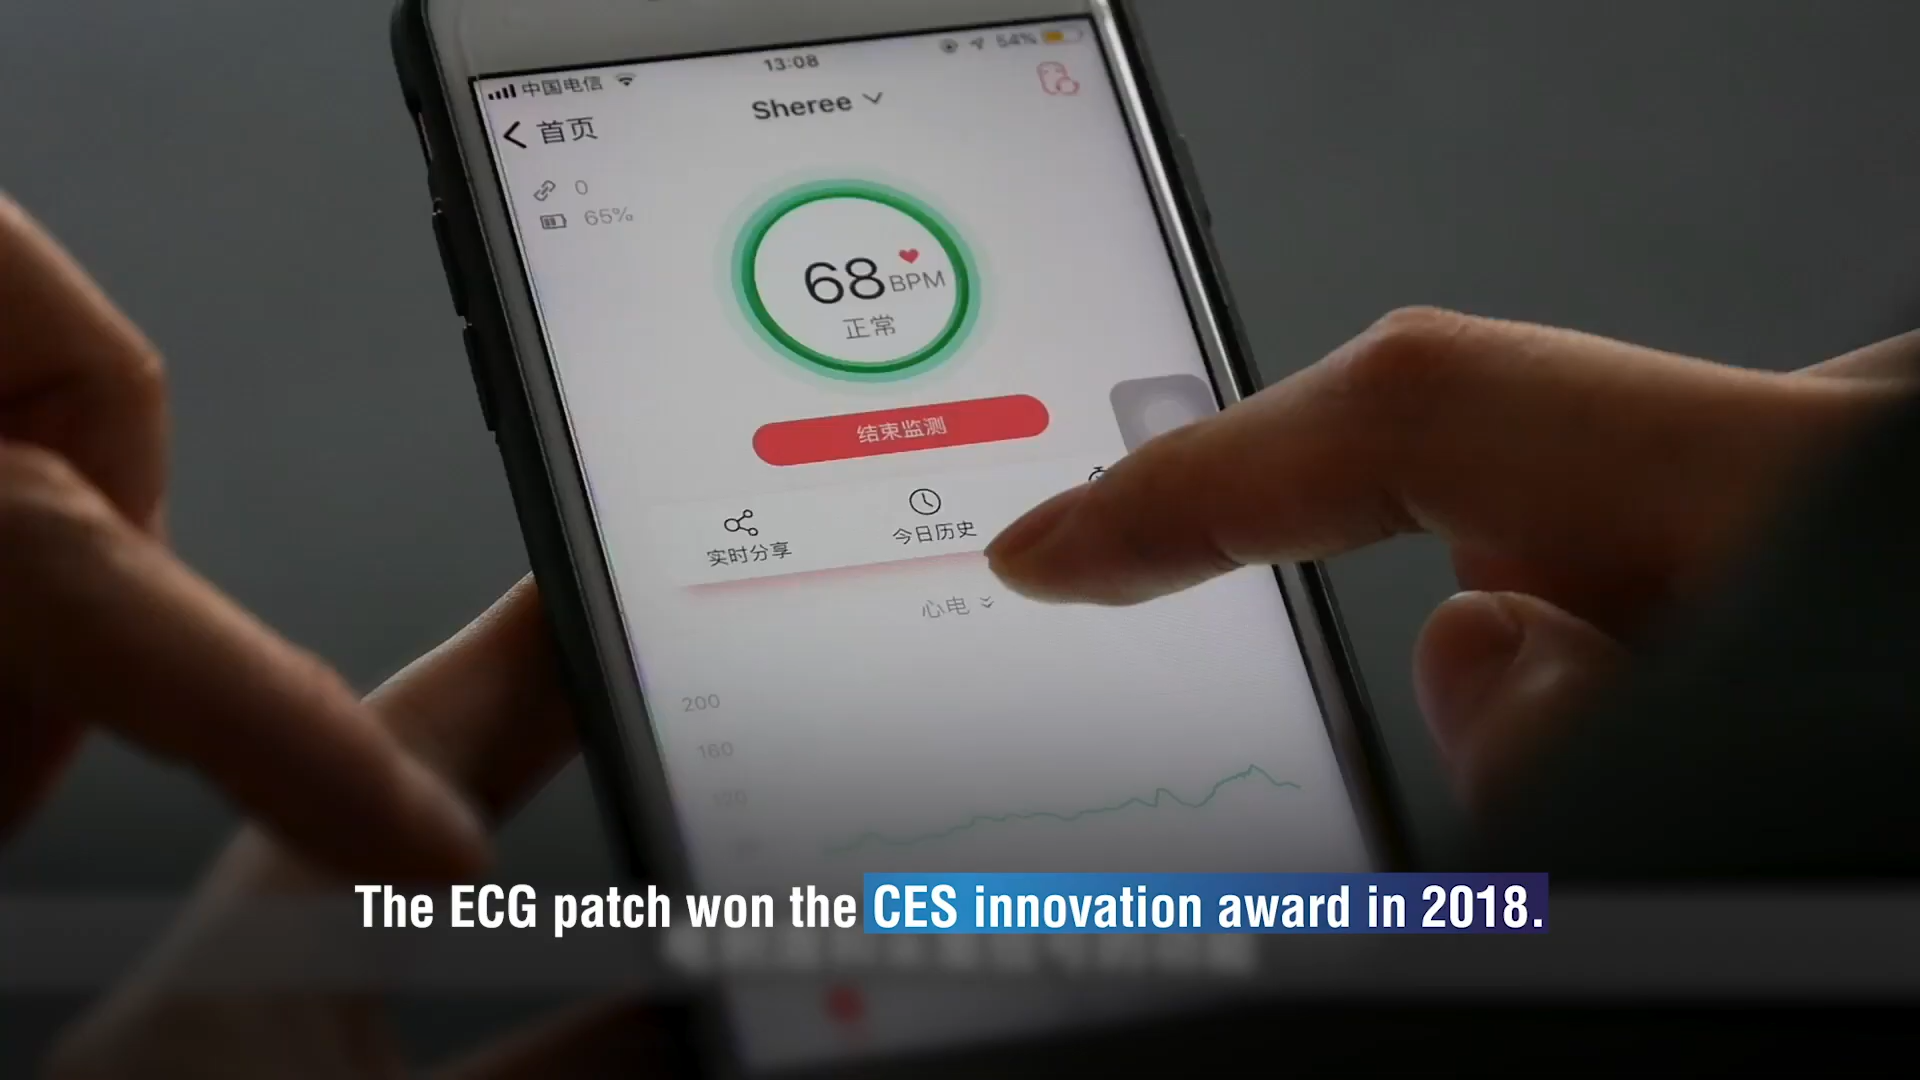 中国电信
13:08
54%
首页
Sheree
0
65%
68 BPM
正常
结束监测
实时分享
今日历史
心电
200
160
120
The ECG patch won the CES innovation award in 2018.